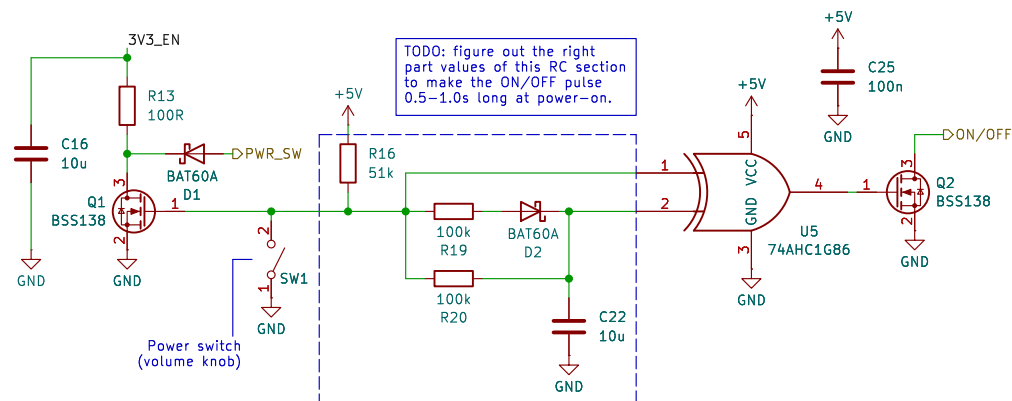 3V3_EN
R13
100R
C16
10u
PWR_SW
BAT60A
D1
Q1
BSS138
3
1
2
GND
GND
2
1
SW1
GND
Power switch
(volume knob)
+5V
R16
51k
TODO: figure out the right
part values of this RC section
to make the ON/OFF pulse
0.5–1.0s long at power-on.
100k
R19
BAT60A
D2
100k
R20
C22
10u
GND
+5V
5
VCC
1
2
4
GND
3
U5
74AHC1G86
GND
+5V
C25
100n
GND
ON/OFF
3
1
Q2
BSS138
2
GND